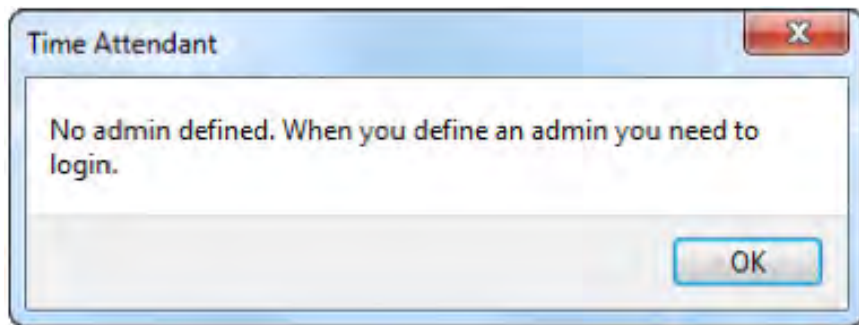 Time Attendant
No admin defined. When you define an admin you need to
login.
OK